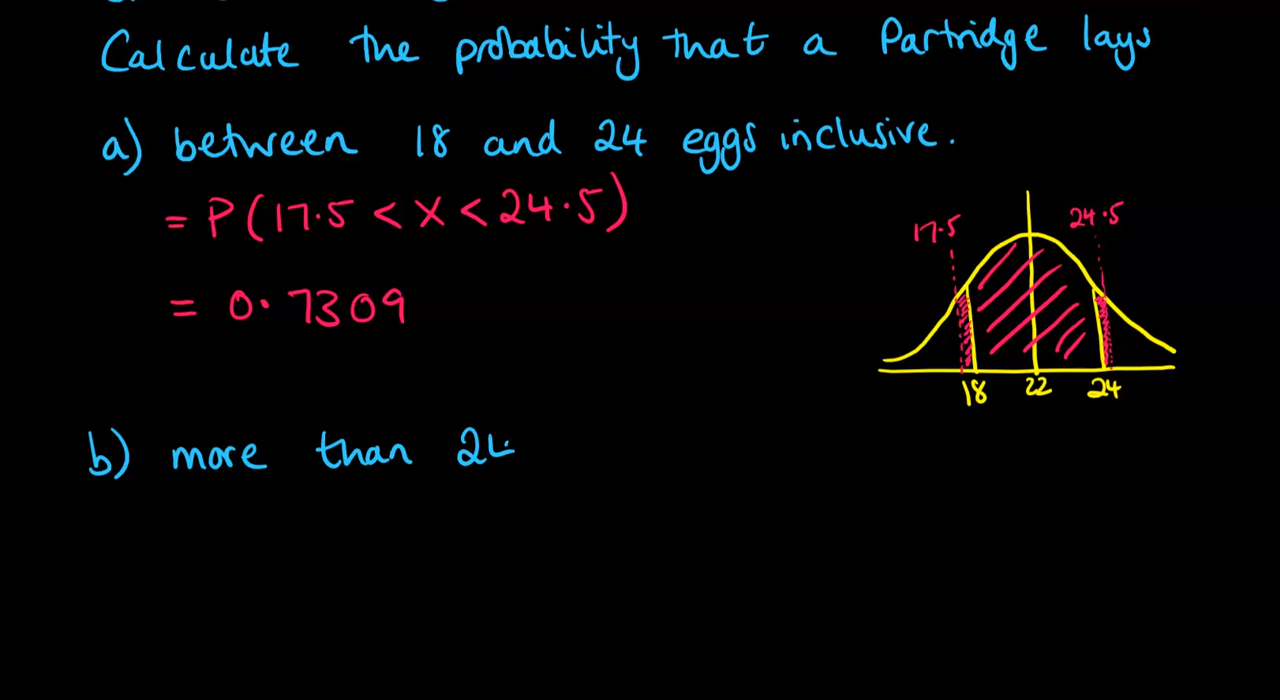 Calculate the probability that a Partridge lays
a) between 18 and 24 eggs inclusive.
= P(17.5 < X < 24.5)
= 0.7309
17.5
24.5
18 22 24
b) more than 24